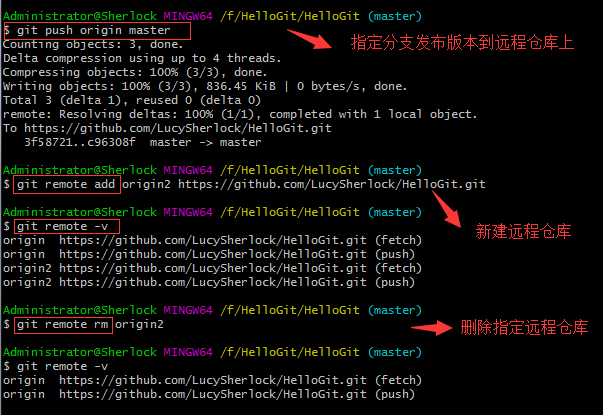 Administrator@Sherlock MINGW64 /f/HelloGit/HelloGit (master)
$ git push origin master 指定分支发布版本到远程仓库上
Counting objects: 3, done.
Delta compression using up to 4 threads.
Compressing objects: 100% (3/3), done.
Writing objects: 100% (3/3), 836.45 KiB | 0 bytes/s, done.
Total 3 (delta 1), reused 0 (delta 0)
remote: Resolving deltas: 100% (1/1), completed with 1 local object.
To https://github.com/LucySherlock/HelloGit.git
3f58721..c96308f master -> master
Administrator@Sherlock MINGW64 /f/HelloGit/HelloGit (master)
$ git remote add origin2 https://github.com/LucySherlock/HelloGit.git
新建远程仓库
Administrator@Sherlock MINGW64 /f/HelloGit/HelloGit (master)
$ git remote -v
origin https://github.com/LucySherlock/HelloGit.git (fetch)
origin https://github.com/LucySherlock/HelloGit.git (push)
origin2 https://github.com/LucySherlock/HelloGit.git (fetch)
origin2 https://github.com/LucySherlock/HelloGit.git (push)
Administrator@Sherlock MINGW64 /f/HelloGit/HelloGit (master)
$ git remote rm origin2 删除指定远程仓库
Administrator@Sherlock MINGW64 /f/HelloGit/HelloGit (master)
$ git remote -v
origin https://github.com/LucySherlock/HelloGit.git (fetch)
origin https://github.com/LucySherlock/HelloGit.git (push)